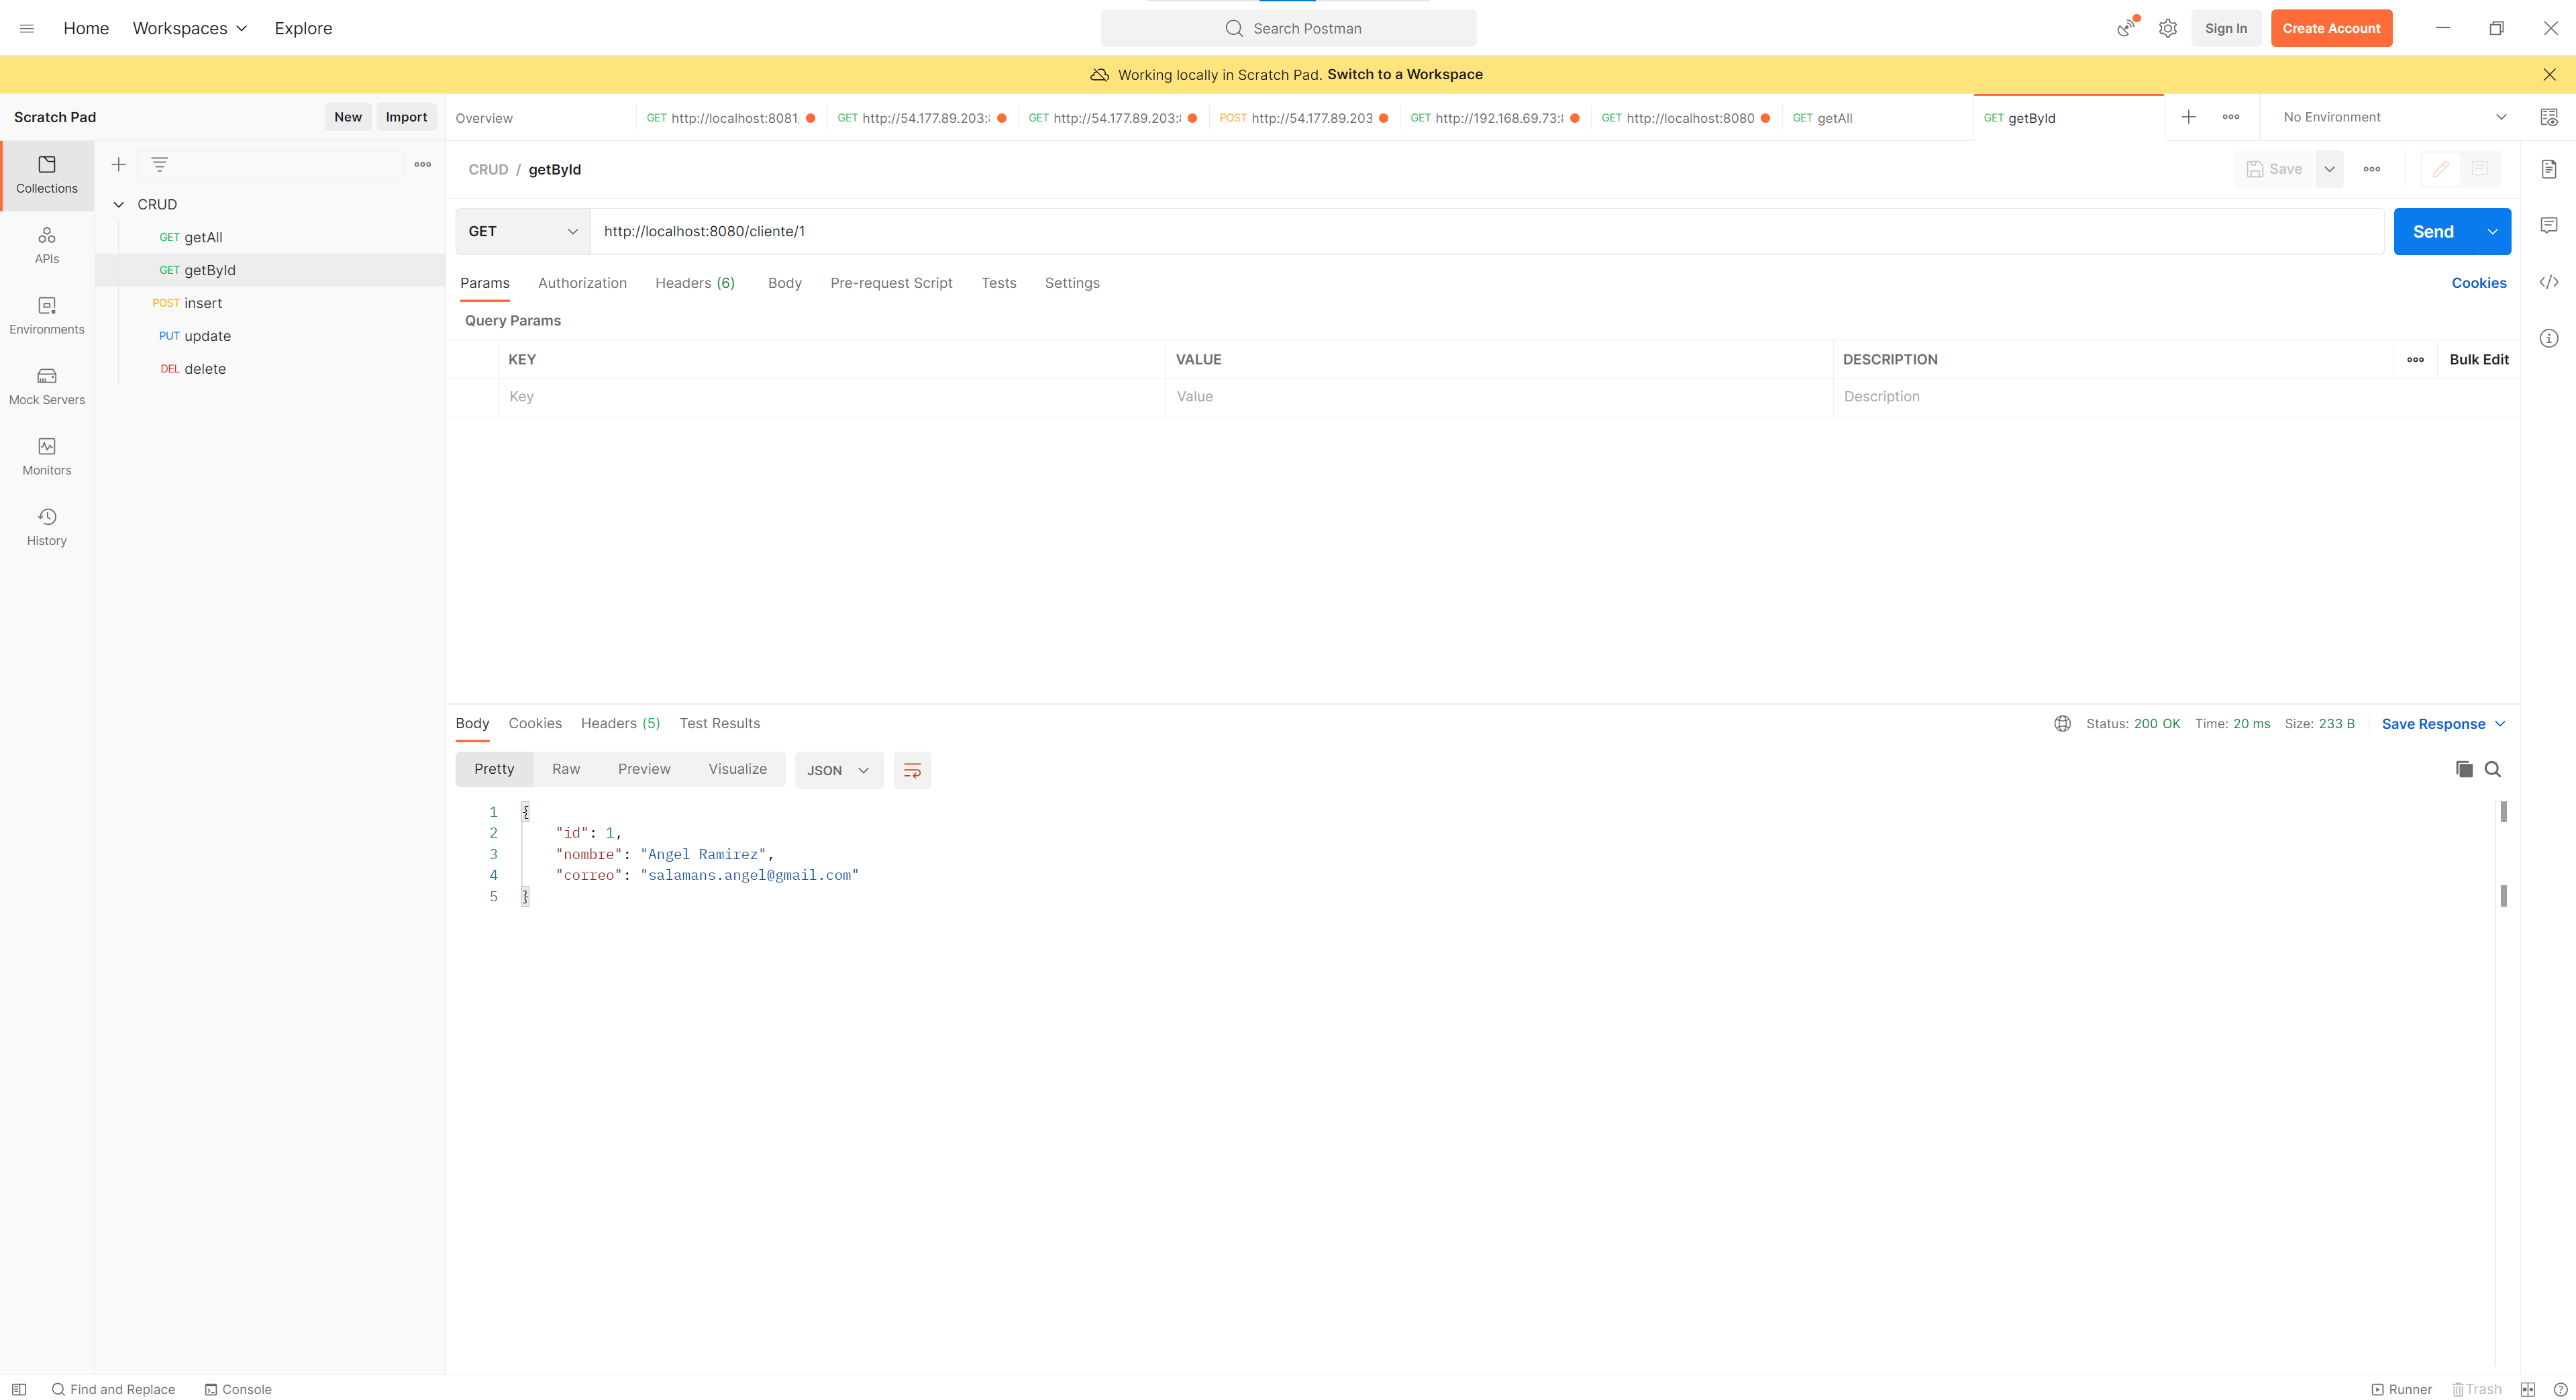 Home Workspaces Explore Search Postman Sign In Create Account
Working locally in Scratch Pad. Switch to a Workspace
Scratch Pad New Import
Overview GET http://localhost:8081 GET http://54.177.89.203: GET http://54.177.89.203: POST http://54.177.89.203 GET http://192.168.69.73: GET http://localhost:8080 GET getAll GET getById No Environment
Collections
APIs
Environments
Mock Servers
Monitors
History
CRUD
GET getAll
GET getById
POST insert
PUT update
DEL delete
CRUD / getById Save
GET http://localhost:8080/cliente/1 Send
Params Authorization Headers (6) Body Pre-request Script Tests Settings Cookies
Query Params
KEY VALUE DESCRIPTION Bulk Edit
Key Value Description
Body Cookies Headers (5) Test Results Status: 200 OK Time: 20 ms Size: 233 B Save Response
Pretty Raw Preview Visualize JSON
1 {
2 "id": 1,
3 "nombre": "Angel Ramirez",
4 "correo": "salamans.angel@gmail.com"
5 }
Find and Replace Console Runner Trash